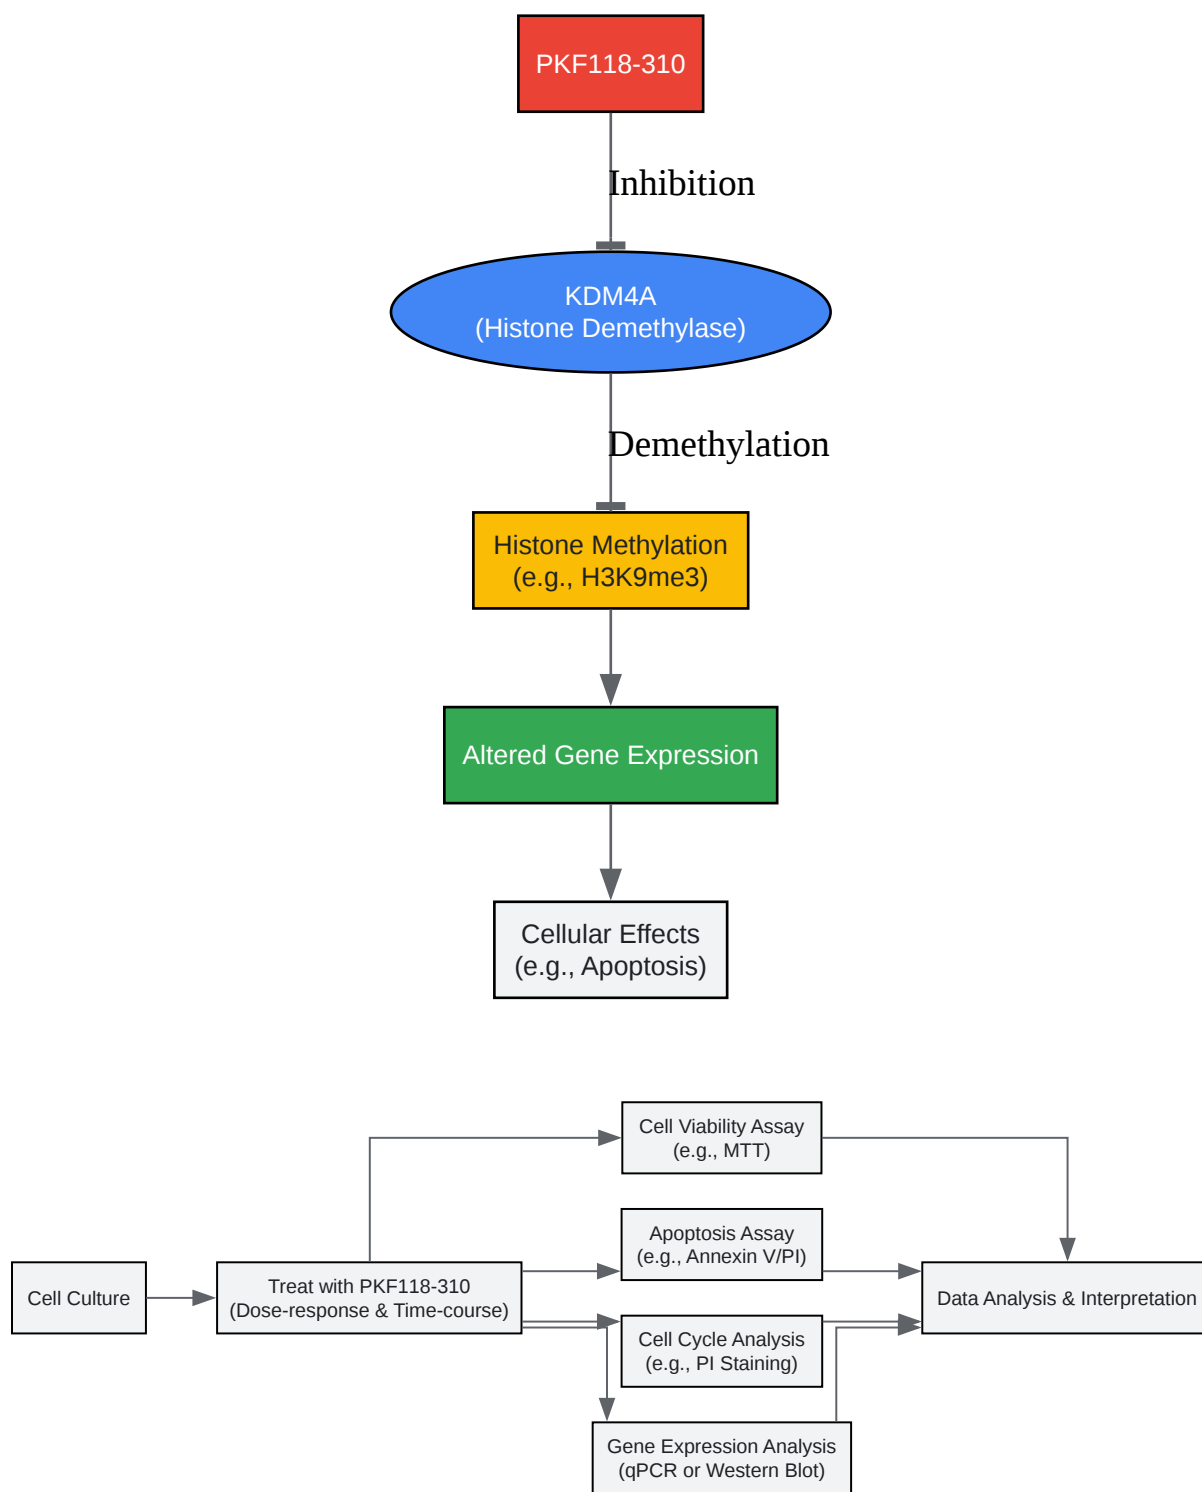 PKF118-310
Inhibition
KDM4A
(Histone Demethylase)
Demethylation
Histone Methylation
(e.g., H3K9me3)
Altered Gene Expression
Cellular Effects
(e.g., Apoptosis)
Cell Viability Assay
(e.g., MTT)
Apoptosis Assay
(e.g., Annexin V/PI)
Cell Culture
Treat with PKF118-310
(Dose-response & Time-course)
Data Analysis & Interpretation
Cell Cycle Analysis
(e.g., PI Staining)
Gene Expression Analysis
(qPCR or Western Blot)